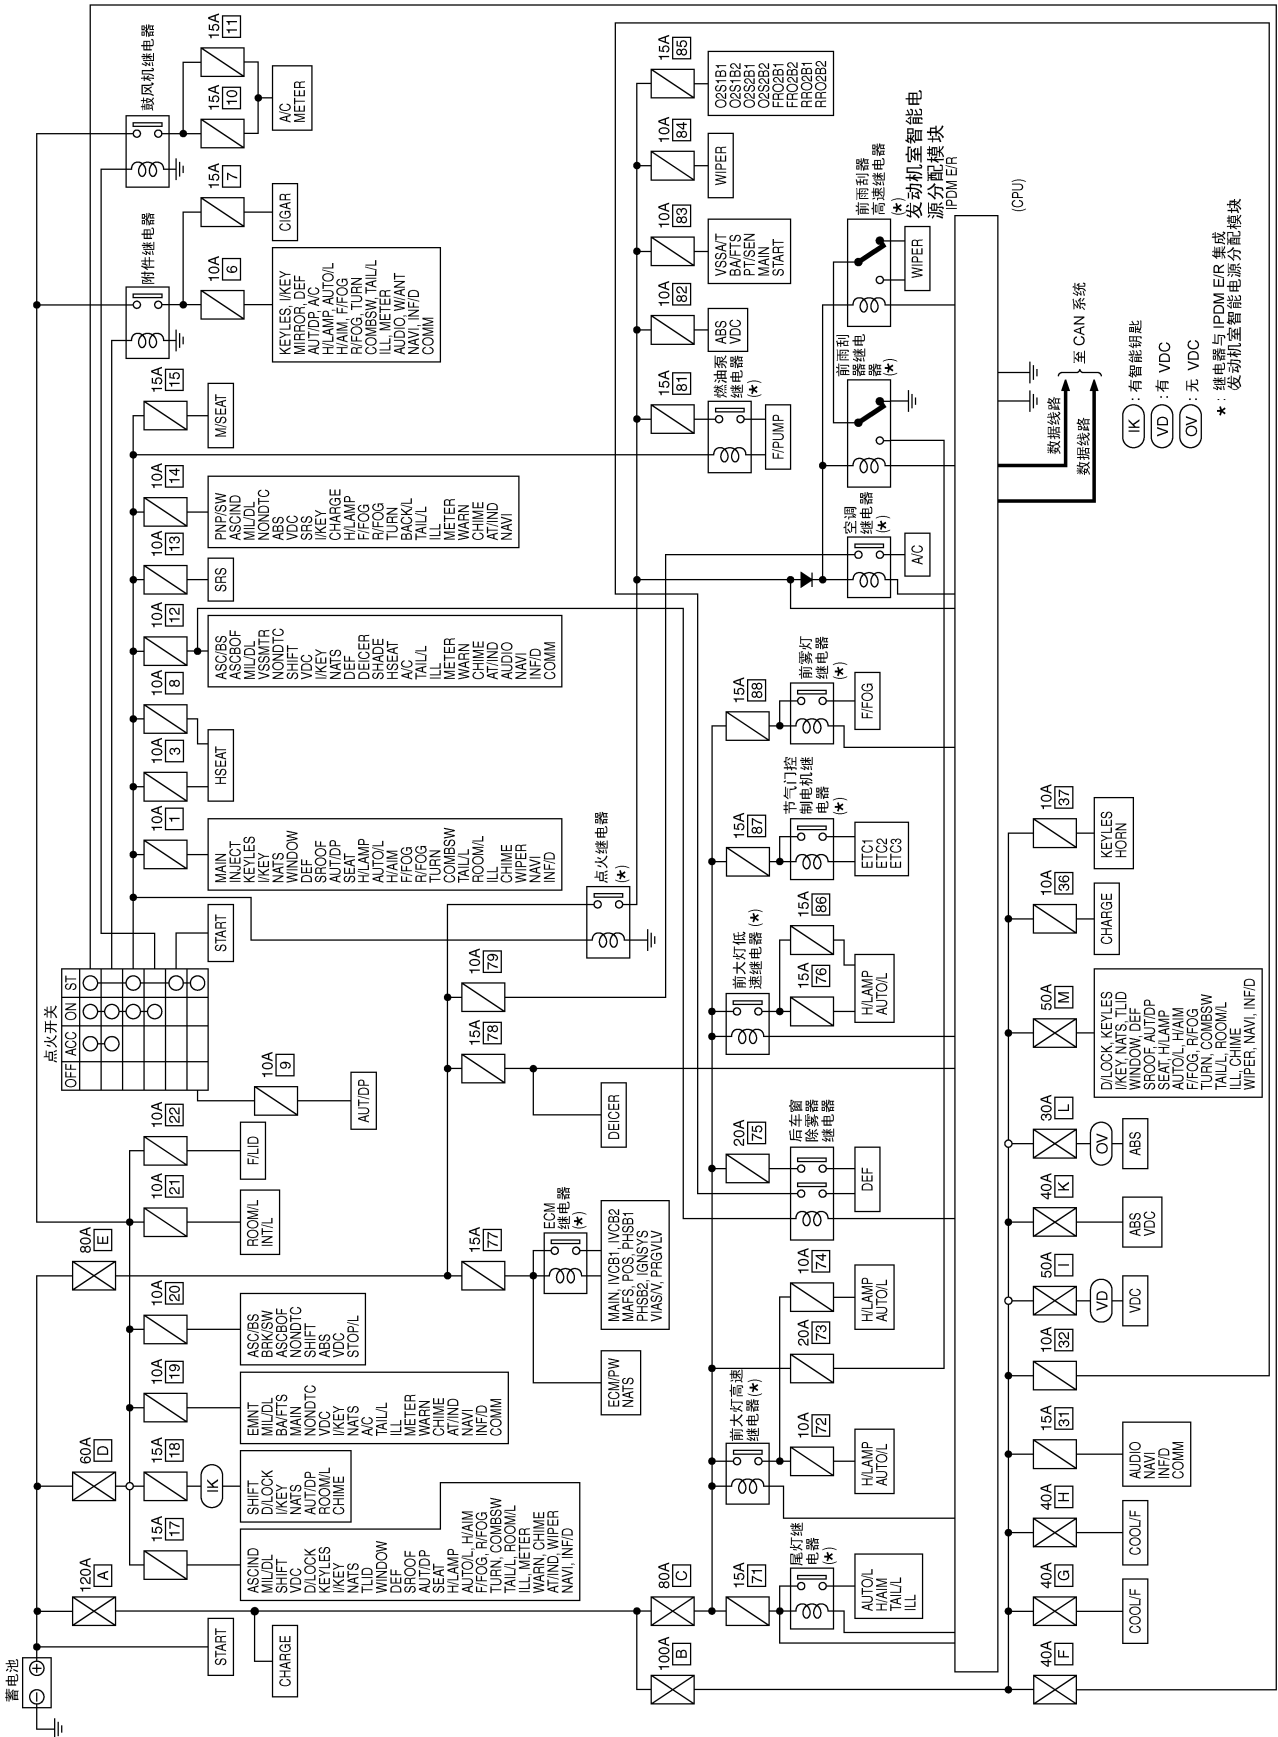 蓄电池
START
CHARGE
120A
A
60A
D
80A
E
15A
17
ASCIND
MIL/DL
SHIFT
VDC
D/LOCK
KEYLES
I/KEY
NATS
TLID
WINDOW
DEF
SROOF
AUT/DP
SEAT
H/LAMP
AUTO/L, H/AIM
F/FOG, R/FOG
TURN, COMBSW
TAIL/L, ROOM/L
ILL, METER
WARN, CHIME
AT/IND, WIPER
NAVI, INF/D
15A
18
IK
SHIFT
D/LOCK
I/KEY
NATS
AUT/DP
ROOM/L
CHIME
10A
19
EMNT
MIL/DL
BA/FTS
MAIN
NONDTC
VDC
I/KEY
NATS
A/C
TAIL/L
ILL
METER
WARN
CHIME
AT/IND
NAVI
INF/D
COMM
10A
20
ASC/BS
BRK/SW
ASCBOF
NONDTC
SHIFT
ABS
VDC
STOP/L
10A
21
ROOM/L
INT/L
10A
22
F/LID
10A
9
AUT/DP
点火开关
OFF ACC ON ST
START
10A
1
MAIN
INJECT
KEYLES
I/KEY
NATS
WINDOW
DEF
SROOF
AUT/DP
SEAT
H/LAMP
AUTO/L
H/AIM
F/FOG
R/FOG
TURN
COMBSW
TAIL/L
ROOM/L
ILL
CHIME
WIPER
NAVI
INF/D
10A
3
10A
8
HSEAT
10A
12
ASC/BS
ASCBOF
MIL/DL
VSSMTR
NONDTC
SHIFT
VDC
I/KEY
NATS
DEF
DEICER
SHADE
HSEAT
A/C
TAIL/L
ILL
METER
WARN
CHIME
AT/IND
AUDIO
NAVI
INF/D
COMM
10A
13
SRS
10A
14
PNP/SW
ASCIND
MIL/DL
NONDTC
ABS
VDC
SRS
I/KEY
CHARGE
H/LAMP
F/FOG
R/FOG
TURN
BACK/L
TAIL/L
ILL
METER
WARN
CHIME
AT/IND
NAVI
15A
15
M/SEAT
附件继电器
10A
6
KEYLES, I/KEY
MIRROR, DEF
AUT/DP, A/C
H/LAMP, AUTO/L
H/AIM, F/FOG
R/FOG, TURN
COMBSW, TAIL/L
ILL, METER
AUDIO, W/ANT
NAVI, INF/D
COMM
15A
7
CIGAR
鼓风机继电器
15A
10
15A
11
A/C
METER
15A
77
ECM
继电器
(*)
MAIN, IVCB1, IVCB2
MAFS, POS, PHSB1
PHSB2, IGNSYS
VIAS/V, PRGVLV
ECM/PW
NATS
15A
78
DEICER
10A
79
点火继电器
(*)
15A
81
燃油泵
继电器
(*)
F/PUMP
10A
82
ABS
VDC
10A
83
VSSA/T
BA/FTS
PT/SEN
MAIN
START
10A
84
WIPER
15A
85
O2S1B1
O2S1B2
O2S2B1
O2S2B2
FRO2B1
FRO2B2
RRO2B1
RRO2B2
100A
B
80A
C
15A
71
尾灯继
电器
(*)
AUTO/L
H/AIM
TAIL/L
ILL
前大灯高速
继电器(*)
10A
72
H/LAMP
AUTO/L
20A
73
10A
74
H/LAMP
AUTO/L
20A
75
后车窗
除雾器
继电器
DEF
前大灯低
速继电器 (*)
15A
76
15A
86
H/LAMP
AUTO/L
15A
87
节气门控
制电机继
电器
(*)
ETC1
ETC2
ETC3
15A
88
前雾灯
继电器
(*)
F/FOG
空调
继电器
(*)
A/C
前雨刮
器继电
器(*)
前雨刮器
高速继电器
(*)
WIPER
发动机室智能电
源分配模块
IPDM E/R
(CPU)
数据线路
数据线路
至 CAN 系统
40A
F
40A
G
COOL/F
40A
H
COOL/F
15A
31
AUDIO
NAVI
INF/D
COMM
10A
32
50A
I
VD
VDC
40A
K
ABS
VDC
30A
L
OV
ABS
50A
M
D/LOCK, KEYLES
I/KEY, NATS, TLID
WINDOW, DEF
SROOF, AUT/DP
SEAT, H/LAMP
AUTO/L, H/AIM
F/FOG, R/FOG
TURN, COMBSW
TAIL/L, ROOM/L
ILL, CHIME
WIPER, NAVI, INF/D
10A
36
CHARGE
10A
37
KEYLES
HORN
IK : 有智能钥匙
VD : 有 VDC
OV : 无 VDC
* : 继电器与 IPDM E/R 集成
(发动机室智能电源分配模块